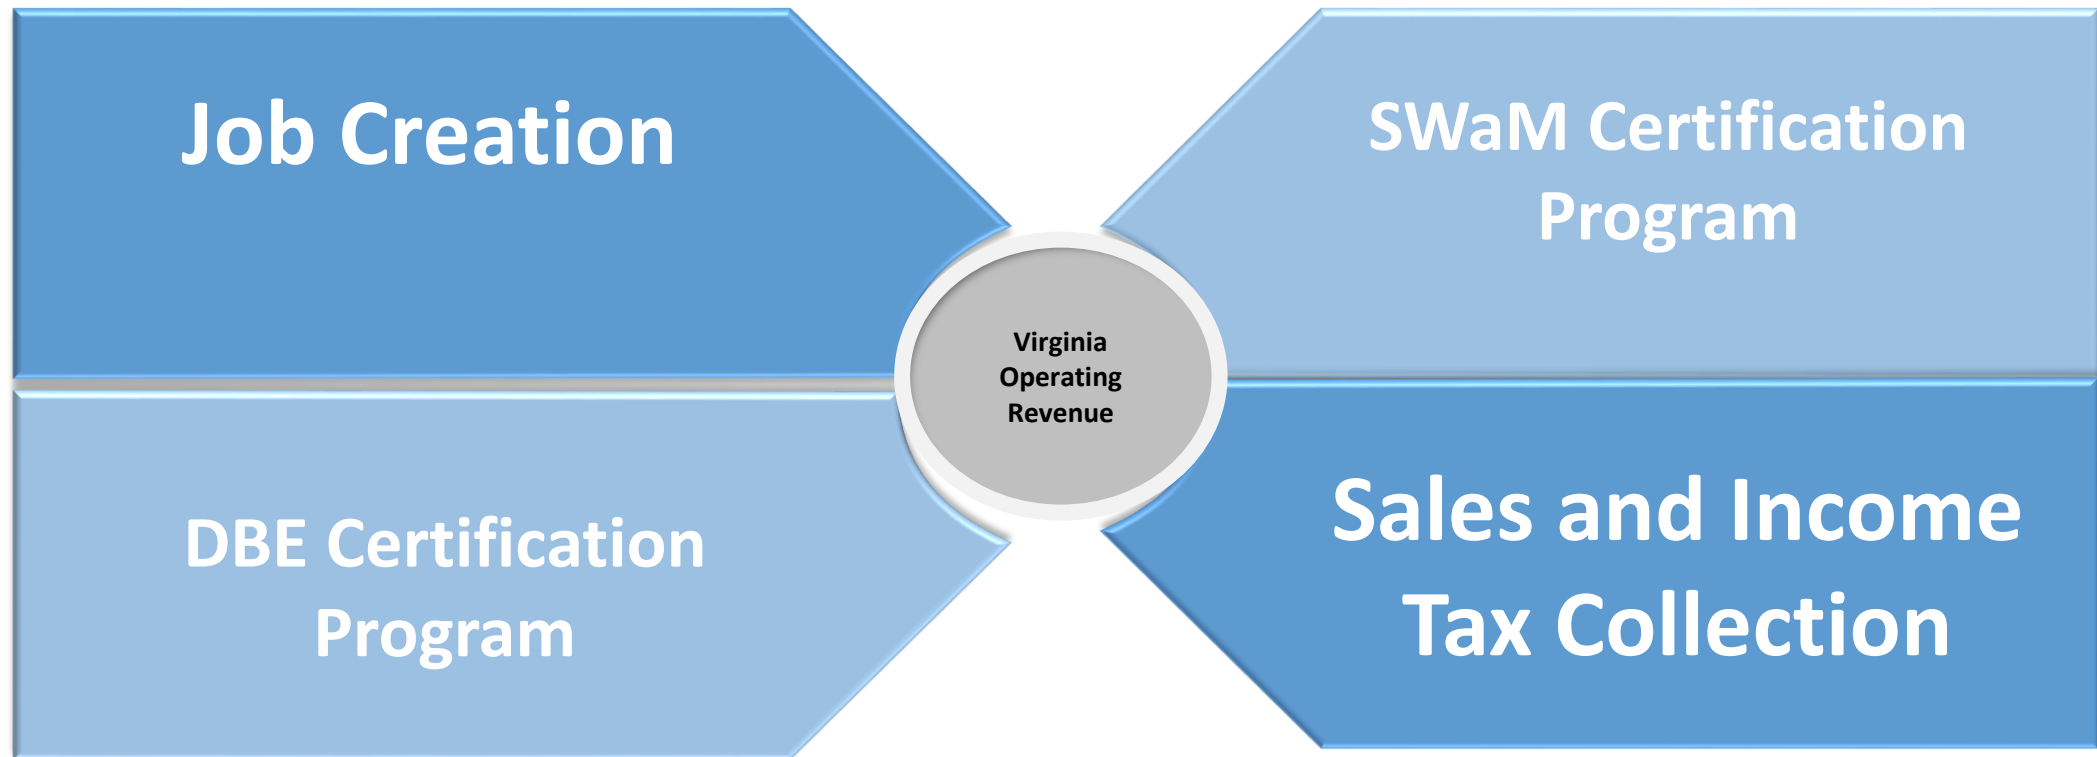 Job Creation
SWaM Certification
Program
Virginia
Operating
Revenue
DBE Certification
Program
Sales and Income
Tax Collection